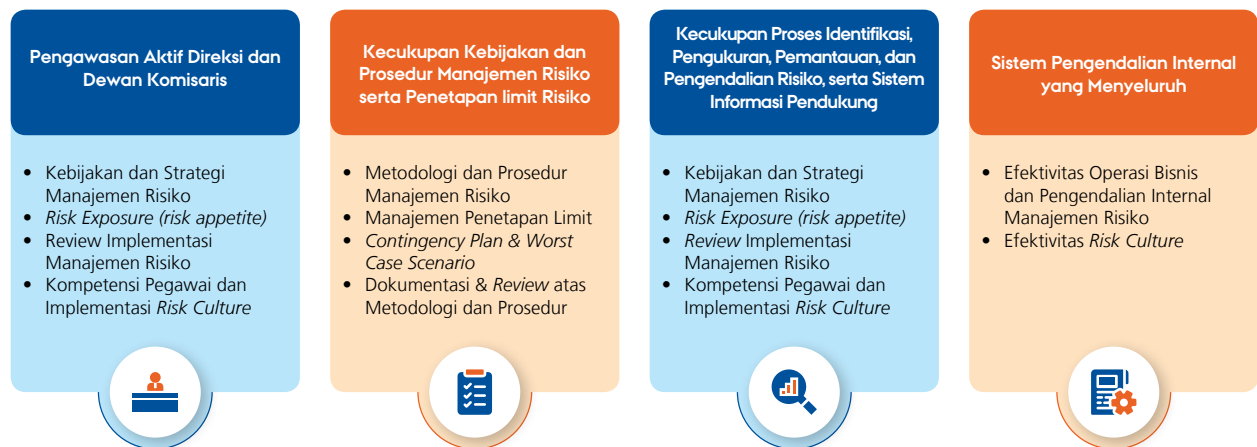 Pengawasan Aktif Direksi dan
Dewan Komisaris
• Kebijakan dan Strategi
Manajemen Risiko
• Risk Exposure (risk appetite)
• Review Implementasi
Manajemen Risiko
• Kompetensi Pegawai dan
Implementasi Risk Culture
Kecukupan Kebijakan dan
Prosedur Manajemen Risiko
serta Penetapan limit Risiko
• Metodologi dan Prosedur
Manajemen Risiko
• Manajemen Penetapan Limit
• Contingency Plan & Worst
Case Scenario
• Dokumentasi & Review atas
Metodologi dan Prosedur
Kecukupan Proses Identifikasi,
Pengukuran, Pemantauan, dan
Pengendalian Risiko, serta Sistem
Informasi Pendukung
• Kebijakan dan Strategi
Manajemen Risiko
• Risk Exposure (risk appetite)
• Review Implementasi
Manajemen Risiko
• Kompetensi Pegawai dan
Implementasi Risk Culture
Sistem Pengendalian Internal
yang Menyeluruh
• Efektivitas Operasi Bisnis
dan Pengendalian Internal
Manajemen Risiko
• Efektivitas Risk Culture